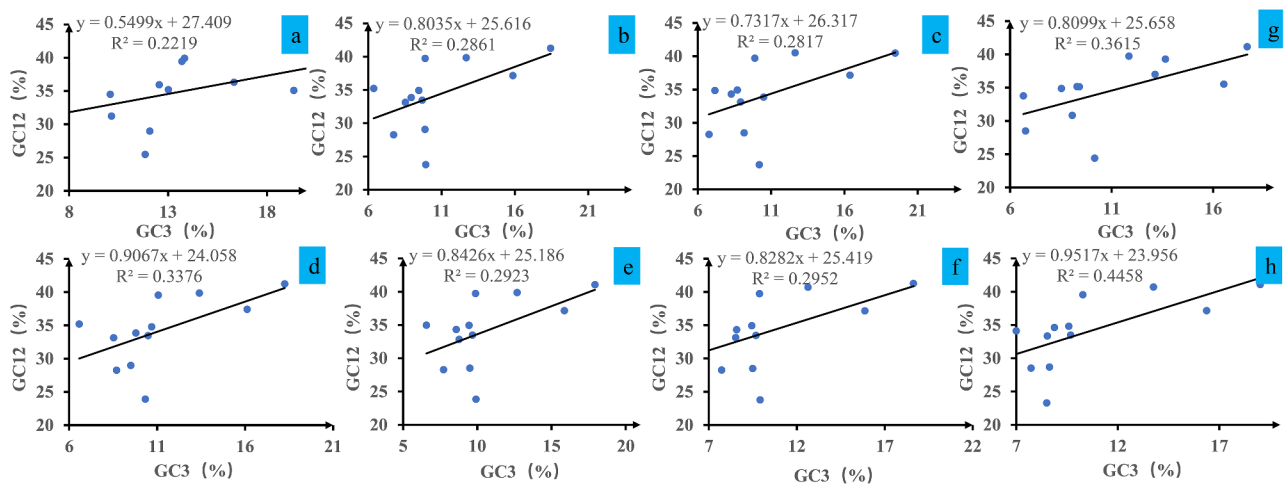 y = 0.5499x + 27.409
R² = 0.2219
a
45
40
35
30
25
20
8
13
18
GC12 (%)
GC3 (%)
y = 0.8035x + 25.616
R² = 0.2861
b
45
40
35
30
25
20
6
11
16
21
GC12 (%)
GC3 (%)
y = 0.7317x + 26.317
R² = 0.2817
c
45
40
35
30
25
20
6
11
16
21
GC12 (%)
GC3 (%)
y = 0.8099x + 25.658
R² = 0.3615
g
45
40
35
30
25
20
6
11
16
GC12 (%)
GC3 (%)
y = 0.9067x + 24.058
R² = 0.3376
d
45
40
35
30
25
20
6
11
16
21
GC12 (%)
GC3 (%)
y = 0.8426x + 25.186
R² = 0.2923
e
45
40
35
30
25
20
5
10
15
20
GC12 (%)
GC3 (%)
y = 0.8282x + 25.419
R² = 0.2952
f
45
40
35
30
25
20
7
12
17
22
GC12 (%)
GC3 (%)
y = 0.9517x + 23.956
R² = 0.4458
h
45
40
35
30
25
20
7
12
17
GC12 (%)
GC3 (%)